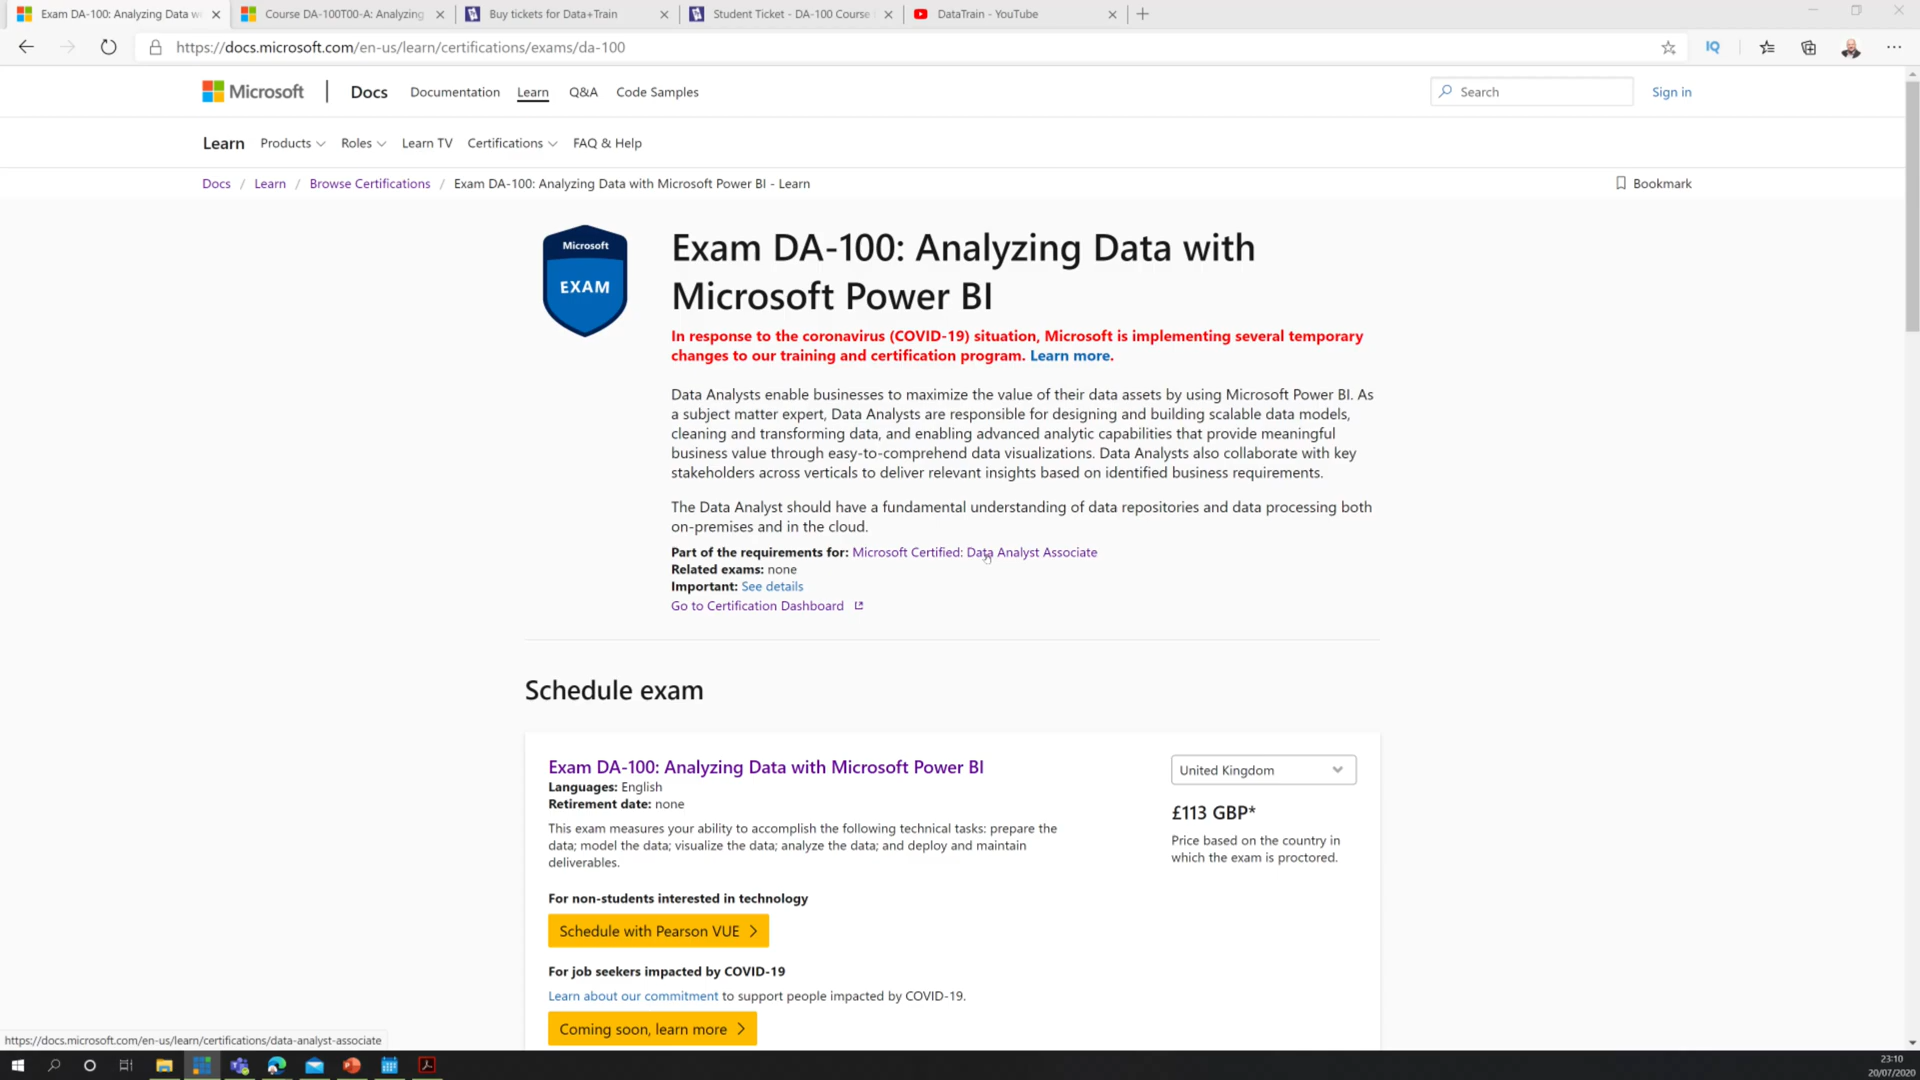 Exam DA-100: Analyzing Data w
Course DA-100T00-A: Analyzing
Buy tickets for Data+Train
Student Ticket - DA-100 Course
DataTrain - YouTube
https://docs.microsoft.com/en-us/learn/certifications/exams/da-100
IQ
Microsoft
Docs
Documentation
Learn
Q&A
Code Samples
Search
Sign in
Learn
Products
Roles
Learn TV
Certifications
FAQ & Help
Docs / Learn / Browse Certifications / Exam DA-100: Analyzing Data with Microsoft Power BI - Learn
Bookmark
Microsoft
EXAM
Exam DA-100: Analyzing Data with
Microsoft Power BI
In response to the coronavirus (COVID-19) situation, Microsoft is implementing several temporary
changes to our training and certification program. Learn more.
Data Analysts enable businesses to maximize the value of their data assets by using Microsoft Power BI. As
a subject matter expert, Data Analysts are responsible for designing and building scalable data models,
cleaning and transforming data, and enabling advanced analytic capabilities that provide meaningful
business value through easy-to-comprehend data visualizations. Data Analysts also collaborate with key
stakeholders across verticals to deliver relevant insights based on identified business requirements.
The Data Analyst should have a fundamental understanding of data repositories and data processing both
on-premises and in the cloud.
Part of the requirements for: Microsoft Certified: Data Analyst Associate
Related exams: none
Important: See details
Go to Certification Dashboard
Schedule exam
Exam DA-100: Analyzing Data with Microsoft Power BI
Languages: English
Retirement date: none
This exam measures your ability to accomplish the following technical tasks: prepare the
data; model the data; visualize the data; analyze the data; and deploy and maintain
deliverables.
United Kingdom
£113 GBP*
Price based on the country in
which the exam is proctored.
For non-students interested in technology
Schedule with Pearson VUE
For job seekers impacted by COVID-19
Learn about our commitment to support people impacted by COVID-19.
Coming soon, learn more
https://docs.microsoft.com/en-us/learn/certifications/data-analyst-associate
23:10
20/07/2020